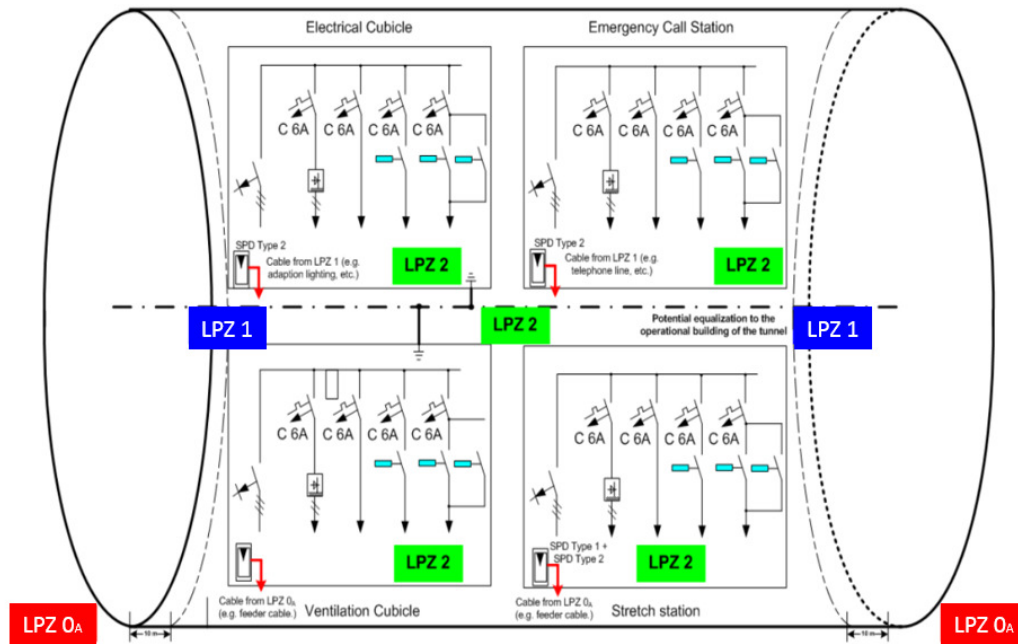 Electrical Cubicle
C 6A C 6A C 6A C 6A
SPD Type 2
Cable from LPZ 1 (e.g.
adaption lighting, etc.)
LPZ 2
Emergency Call Station
C 6A C 6A C 6A C 6A
SPD Type 2
Cable from LPZ 1 (e.g.
telephone line, etc.)
LPZ 2
LPZ 1
LPZ 2
Potential equalization to the
operational building of the tunnel
LPZ 1
C 6A C 6A C 6A C 6A
LPZ 2
Cable from LPZ 0A
(e.g. feeder cable.)
Ventilation Cubicle
C 6A C 6A C 6A C 6A
SPD Type 1 +
SPD Type 2
LPZ 2
Cable from LPZ 0A
(e.g. feeder cable.)
Stretch station
LPZ 0A
10 m
10 m
LPZ 0A